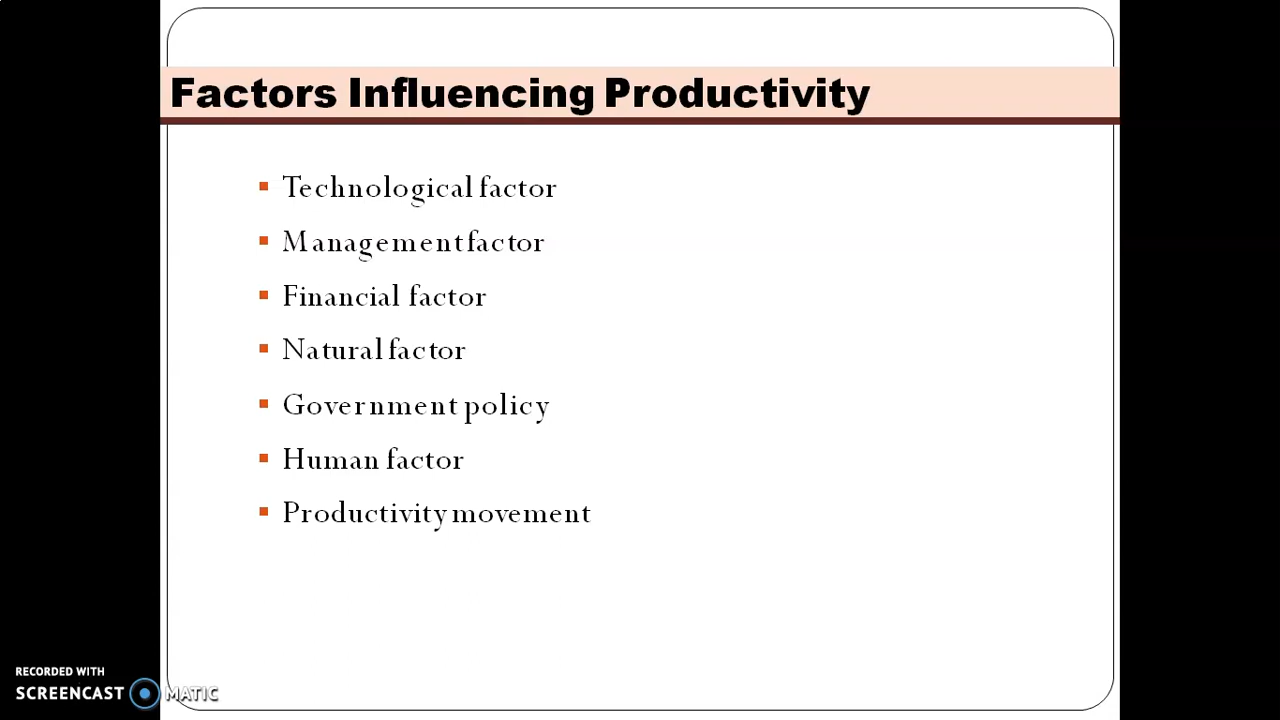 Factors Influencing Productivity
Technological factor
Management factor
Financial factor
Natural factor
Government policy
Human factor
Productivity movement
RECORDED WITH
SCREENCAST MATIC